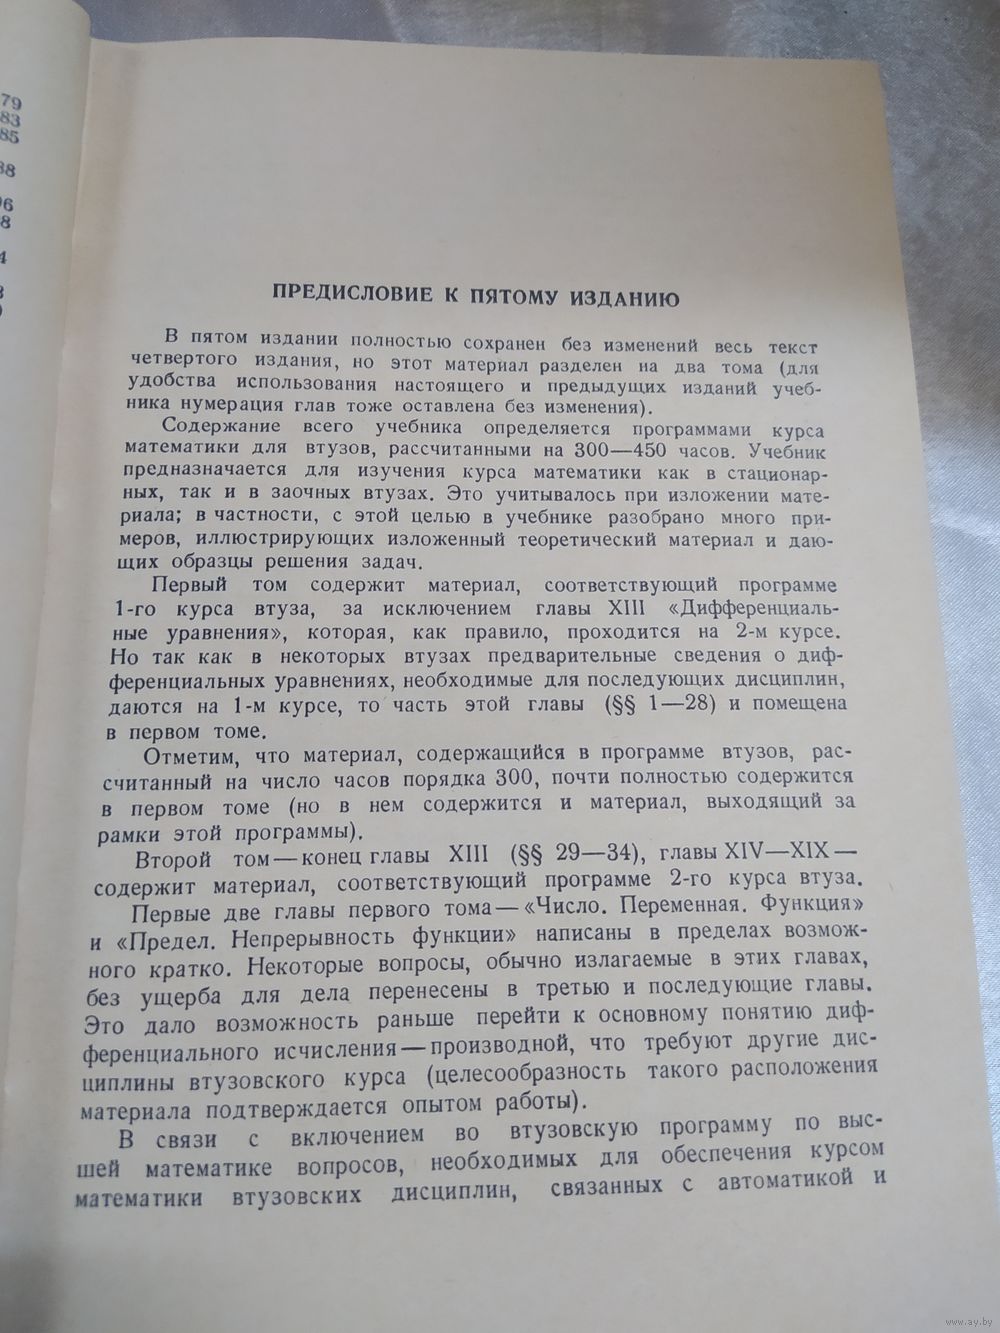 79
83
85
ПРЕДИСЛОВИЕ К ПЯТОМУ ИЗДАНИЮ
В пятом издании полностью сохранен без изменений весь текст
четвертого издания, но этот материал разделен на два тома (для
удобства использования настоящего и предыдущих изданий учеб-
ника нумерация глав тоже оставлена без изменения).
Содержание всего учебника определяется программами курса
математики для втузов, рассчитанными на 300—450 часов. Учебник
предназначается для изучения курса математики как в стационар-
ных, так и в заочных втузах. Это учитывалось при изложении мате-
риала; в частности, с этой целью в учебнике разобрано много при-
меров, иллюстрирующих изложенный теоретический материал и даю-
щих образцы решения задач.
Первый том содержит материал, соответствующий программе
1-го курса втуза, за исключением главы XIII «Дифференциаль-
ные уравнения», которая, как правило, проходится на 2-м курсе.
Но так как в некоторых втузах предварительные сведения о диф-
ференциальных уравнениях, необходимые для последующих дисциплин,
даются на 1-м курсе, то часть этой главы (§§ 1—28) и помещена
в первом томе.
Отметим, что материал, содержащийся в программе втузов, рас-
считанный на число часов порядка 300, почти полностью содержится
в первом томе (но в нем содержится и материал, выходящий за
рамки этой программы).
Второй том—конец главы XIII (§§ 29—34), главы XIV—XIX—
содержит материал, соответствующий программе 2-го курса втуза.
Первые две главы первого тома—«Число. Переменная. Функция»
и «Предел. Непрерывность функции» написаны в пределах возмож-
ного кратко. Некоторые вопросы, обычно излагаемые в этих главах,
без ущерба для дела перенесены в третью и последующие главы.
Это дало возможность раньше перейти к основному понятию диф-
ференциального исчисления—производной, что требуют другие дис-
циплины втузовского курса (целесообразность такого расположения
материала подтверждается опытом работы).
В связи с включением во втузовскую программу по выс-
шей математике вопросов, необходимых для обеспечения курсом
математики втузовских дисциплин, связанных с автоматикой и
www.ay.by